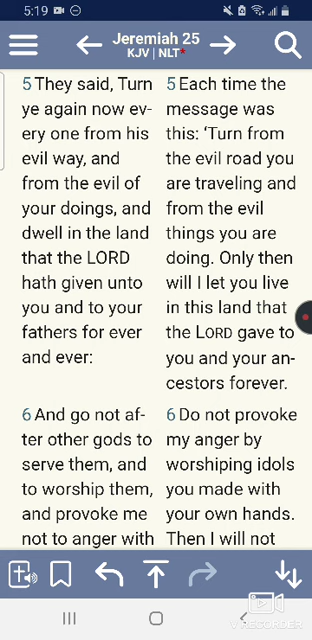 5:19
Jeremiah 25
KJV | NLT*
5 They said, Turn
ye again now ev-
ery one from his
evil way, and
from the evil of
your doings, and
dwell in the land
that the LORD
hath given unto
you and to your
fathers for ever
and ever:
6 And go not af-
ter other gods to
serve them, and
to worship them,
and provoke me
not to anger with
5 Each time the
message was
this: ‘Turn from
the evil road you
are traveling and
from the evil
things you are
doing. Only then
will I let you live
in this land that
the LORD gave to
you and your an-
cestors forever.
6 Do not provoke
my anger by
worshiping idols
you made with
your own hands.
Then I will not
V RECORDER